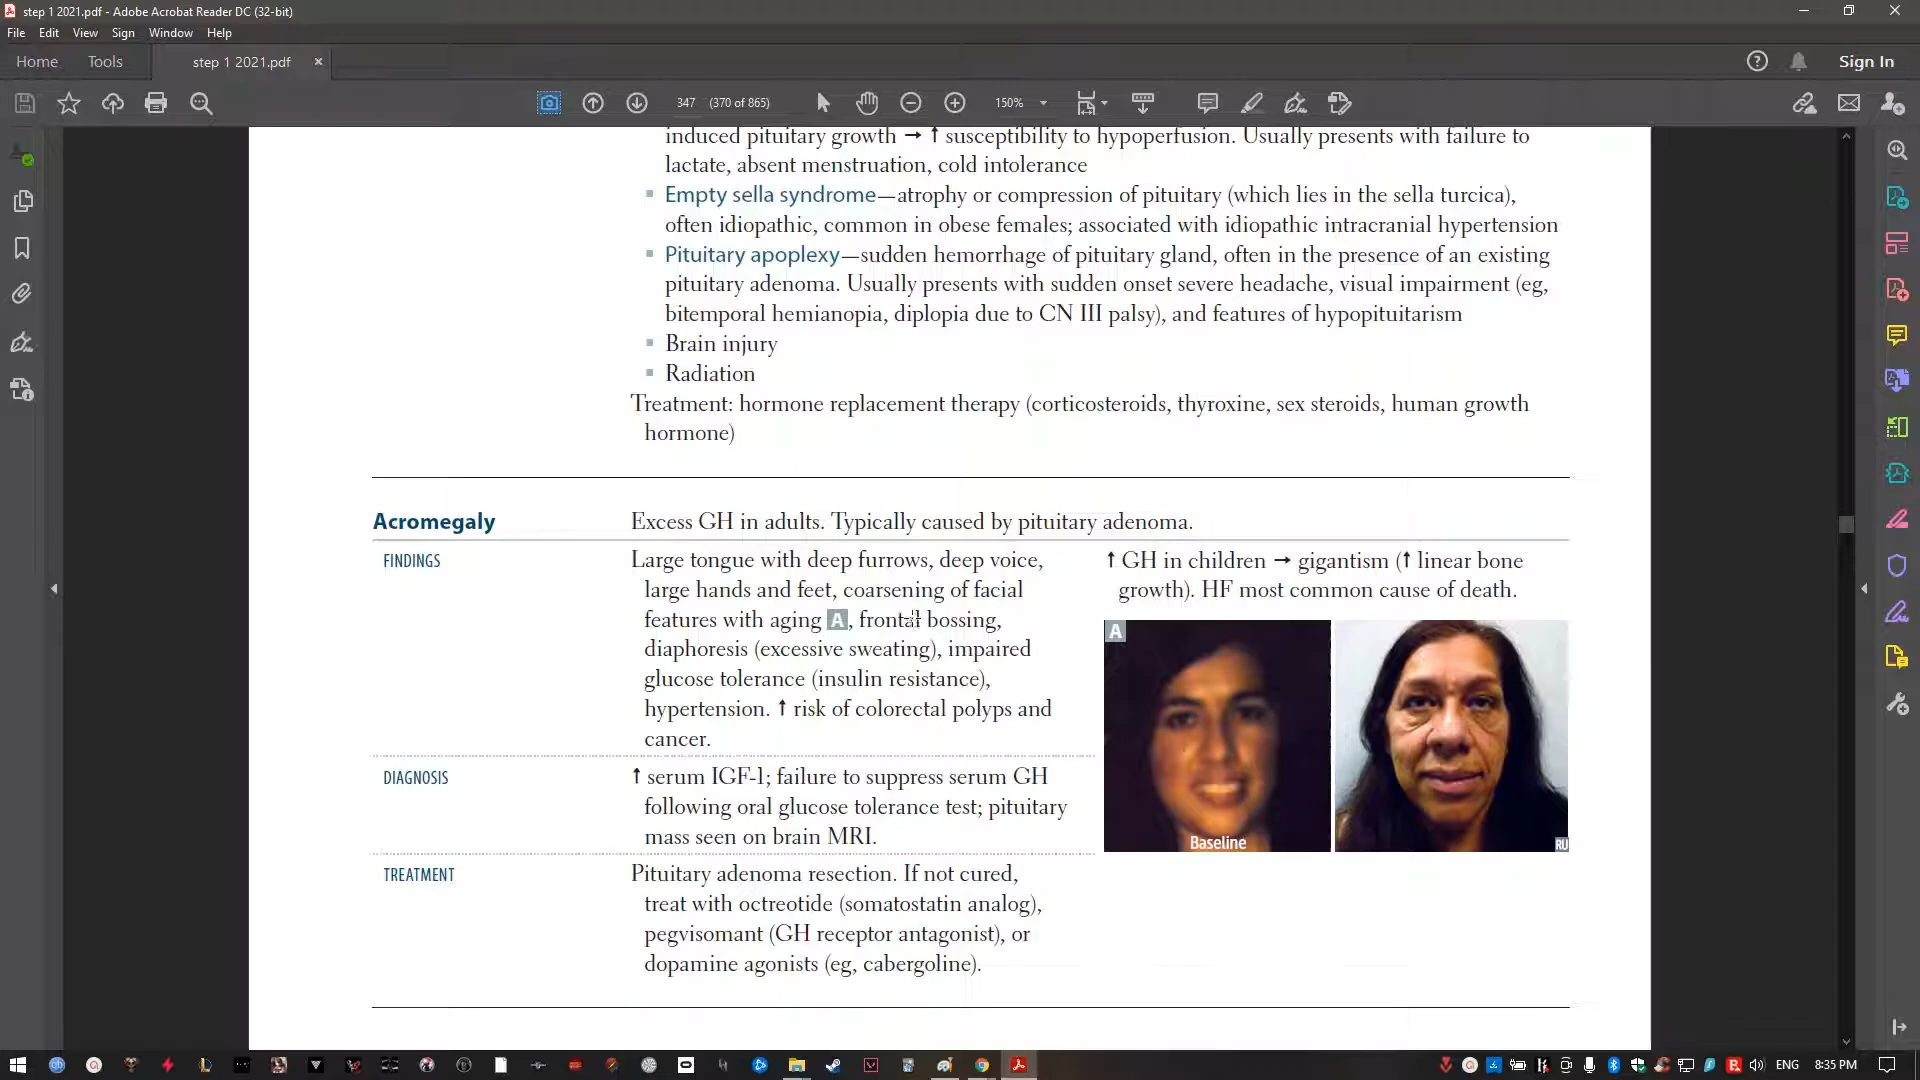 step 1 2021.pdf - Adobe Acrobat Reader DC (32-bit)
File Edit View Sign Window Help
Home Tools step 1 2021.pdf × Sign In
347 (370 of 865) 150%
induced pituitary growth → ↑ susceptibility to hypoperfusion. Usually presents with failure to
lactate, absent menstruation, cold intolerance
▪ Empty sella syndrome—atrophy or compression of pituitary (which lies in the sella turcica),
often idiopathic, common in obese females; associated with idiopathic intracranial hypertension
▪ Pituitary apoplexy—sudden hemorrhage of pituitary gland, often in the presence of an existing
pituitary adenoma. Usually presents with sudden onset severe headache, visual impairment (eg,
bitemporal hemianopia, diplopia due to CN III palsy), and features of hypopituitarism
▪ Brain injury
▪ Radiation
Treatment: hormone replacement therapy (corticosteroids, thyroxine, sex steroids, human growth
hormone)
Acromegaly Excess GH in adults. Typically caused by pituitary adenoma.
FINDINGS
Large tongue with deep furrows, deep voice,
large hands and feet, coarsening of facial
features with aging A, frontal bossing,
diaphoresis (excessive sweating), impaired
glucose tolerance (insulin resistance),
hypertension. ↑ risk of colorectal polyps and
cancer.
↑ GH in children → gigantism (↑ linear bone
growth). HF most common cause of death.
A
Baseline
RU
DIAGNOSIS
↑ serum IGF-1; failure to suppress serum GH
following oral glucose tolerance test; pituitary
mass seen on brain MRI.
TREATMENT
Pituitary adenoma resection. If not cured,
treat with octreotide (somatostatin analog),
pegvisomant (GH receptor antagonist), or
dopamine agonists (eg, cabergoline).
ENG 8:35 PM